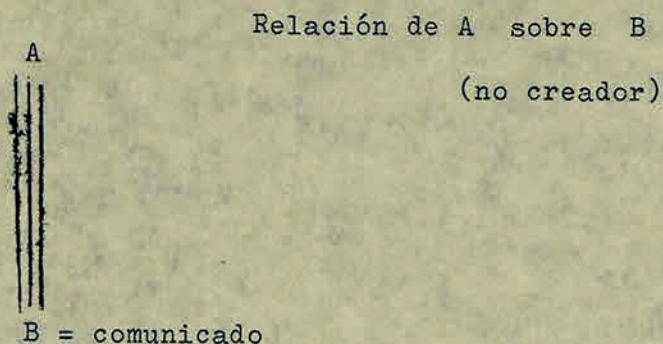 Relación de A sobre B
A
(no creador)
B = comunicado